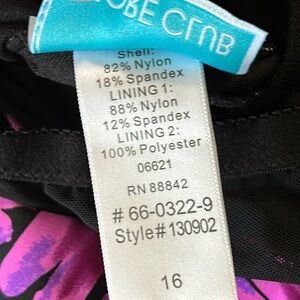 CLUB
Shell:
82% Nylon
18% Spandex
LINING 1:
88% Nylon
12% Spandex
LINING 2:
100% Polyester
06621
RN 88842
# 66-0322-9
Style# 130902
16